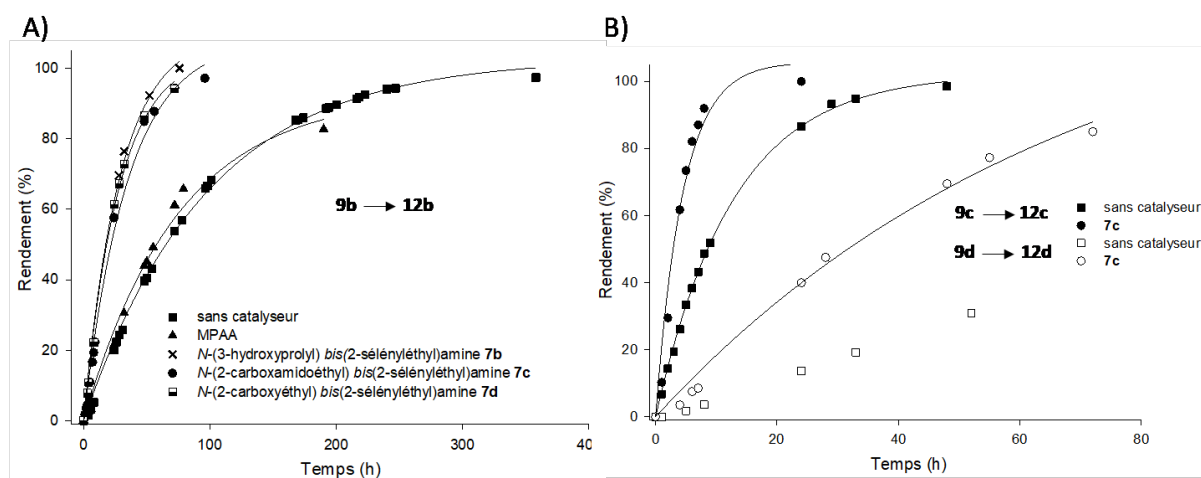 A)
Rendement (%)
100
80
60
40
20
0
9b → 12b
sans catalyseur
MPAA
N-(3-hydroxyprolyl) bis(2-sélényléthyl)amine 7b
N-(2-carboxamidoéthyl) bis(2-sélényléthyl)amine 7c
N-(2-carboxyéthyl) bis(2-sélényléthyl)amine 7d
0 100 200 300 40
Temps (h)
B)
Rendement (%)
100
80
60
40
20
0
9c → 12c
sans catalyseur
7c
9d → 12d
sans catalyseur
7c
0 20 40 60 80
Temps (h)